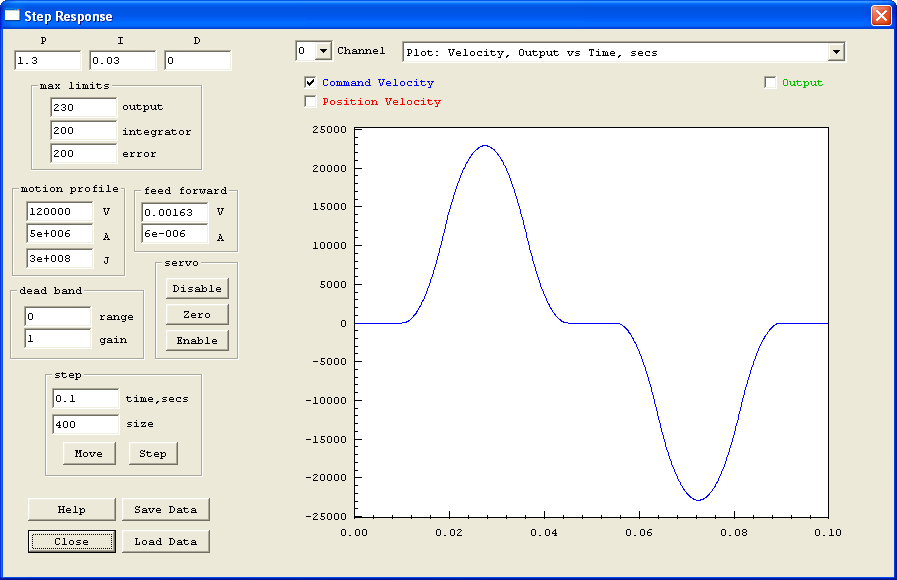 Step Response
P I D
1.3 0.03 0
max limits
230 output
200 integrator
200 error
motion profile
120000 V
5e+006 A
3e+008 J
feed forward
0.00163 V
6e-006 A
servo
Disable
Zero
Enable
dead band
0 range
1 gain
step
0.1 time,secs
400 size
Move Step
Help Save Data
Close Load Data
0 Channel Plot: Velocity, Output vs Time, secs
Command Velocity Output
Position Velocity
25000
20000
15000
10000
5000
0
-5000
-10000
-15000
-20000
-25000
0.00 0.02 0.04 0.06 0.08 0.10